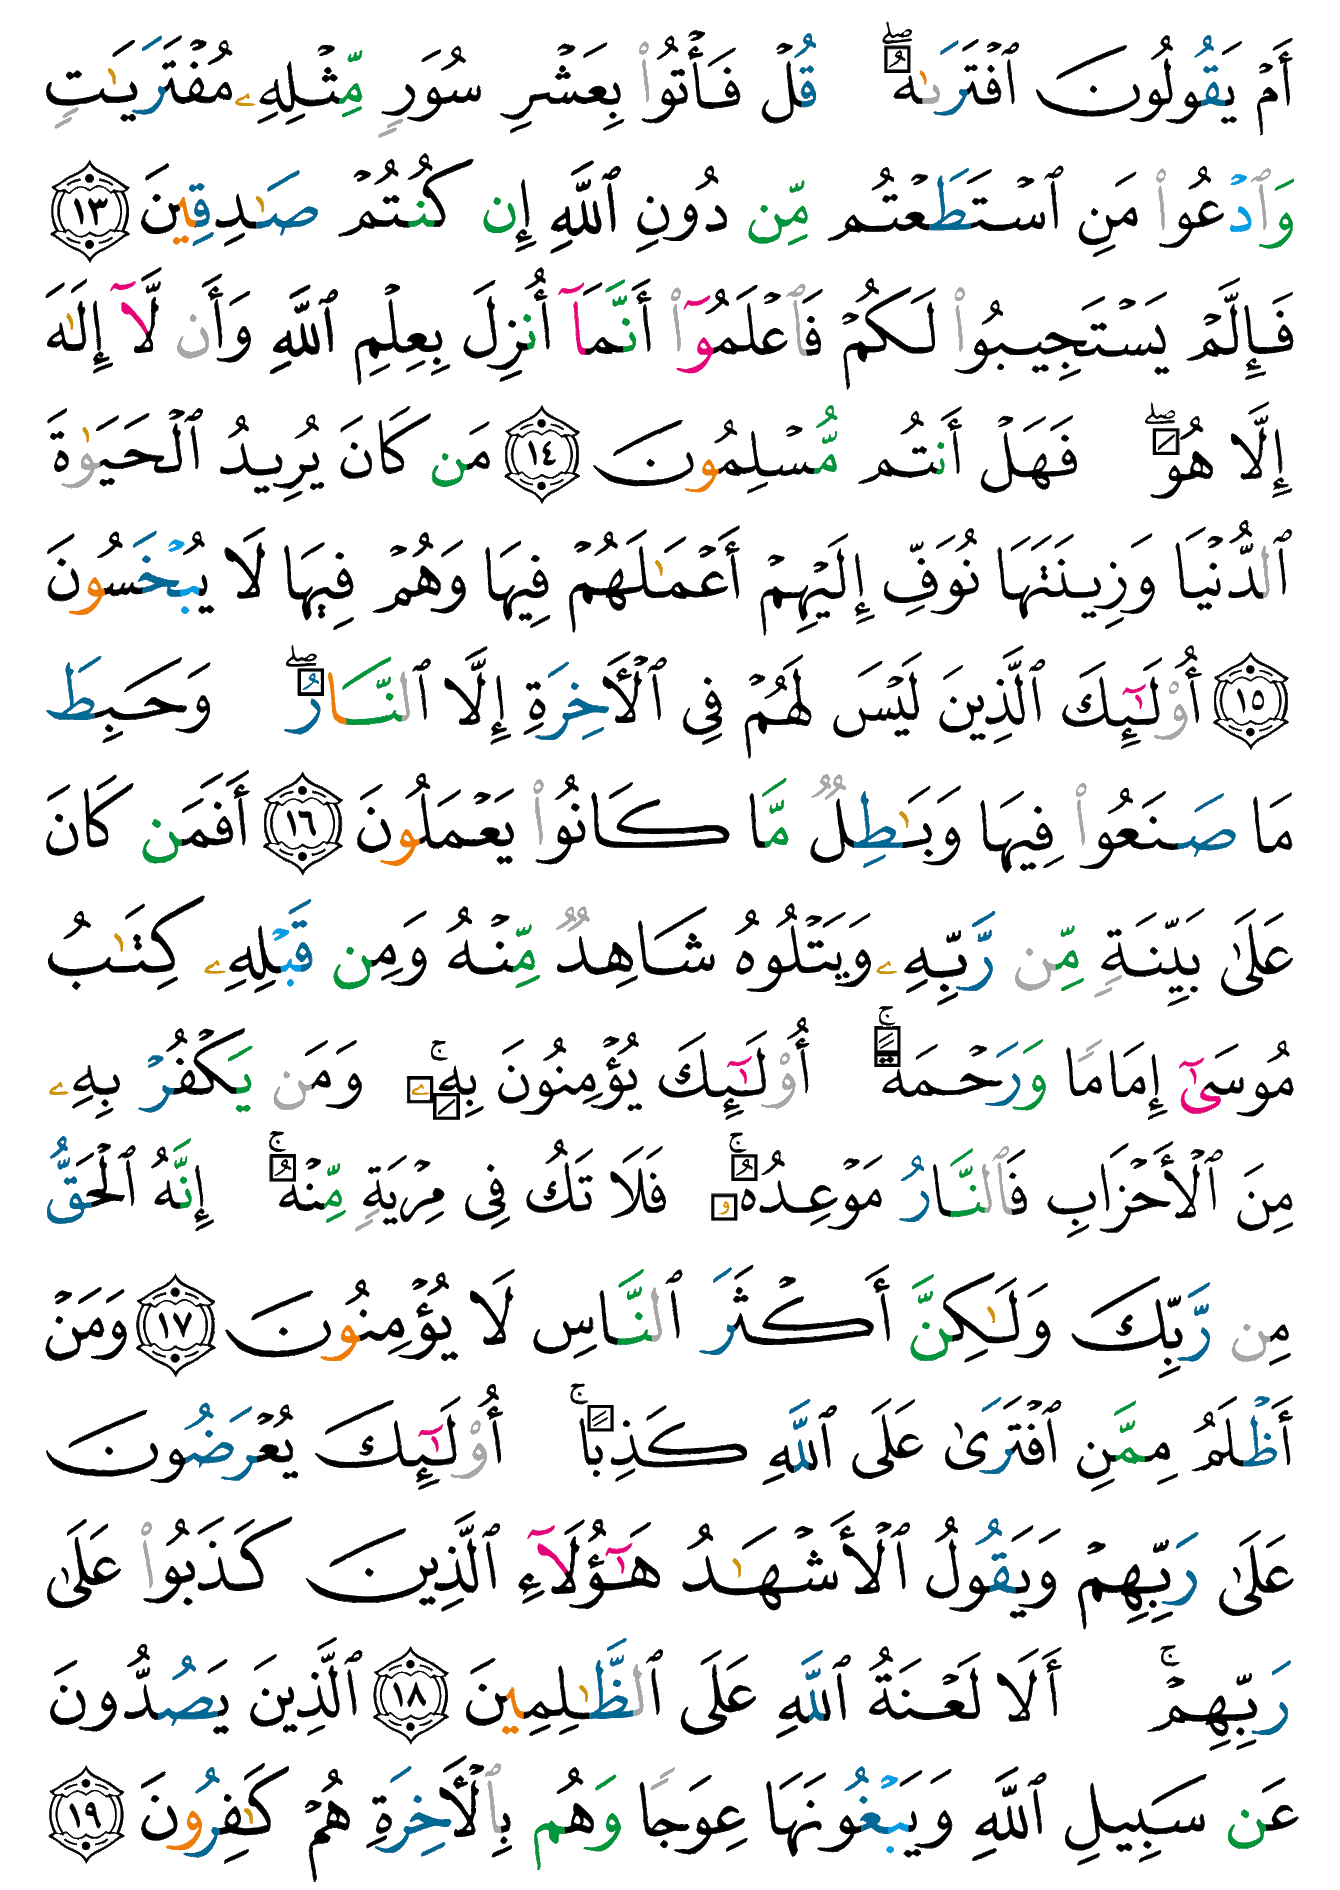 أَمْ يَقُولُونَ ٱفْتَرَىٰهُ ۖ قُلْ فَأْتُوا۟ بِعَشْرِ سُوَرٍ مِّثْلِهِۦ مُفْتَرَيَـٰتٍ
وَٱدْعُوا۟ مَنِ ٱسْتَطَعْتُم مِّن دُونِ ٱللَّهِ إِن كُنتُمْ صَـٰدِقِينَ ١٣
فَإِلَّمْ يَسْتَجِيبُوا۟ لَكُمْ فَٱعْلَمُوٓا۟ أَنَّمَآ أُنزِلَ بِعِلْمِ ٱللَّهِ وَأَن لَّآ إِلَـٰهَ
إِلَّا هُوَ ۖ فَهَلْ أَنتُم مُّسْلِمُونَ ١٤ مَن كَانَ يُرِيدُ ٱلْحَيَوٰةَ
ٱلدُّنْيَا وَزِينَتَهَا نُوَفِّ إِلَيْهِمْ أَعْمَـٰلَهُمْ فِيهَا وَهُمْ فِيهَا لَا يُبْخَسُونَ
١٥ أُو۟لَـٰٓئِكَ ٱلَّذِينَ لَيْسَ لَهُمْ فِى ٱلْـَٔاخِرَةِ إِلَّا ٱلنَّارُ ۖ وَحَبِطَ
مَا صَنَعُوا۟ فِيهَا وَبَـٰطِلٌ مَّا كَانُوا۟ يَعْمَلُونَ ١٦ أَفَمَن كَانَ
عَلَىٰ بَيِّنَةٍ مِّن رَّبِّهِۦ وَيَتْلُوهُ شَاهِدٌ مِّنْهُ وَمِن قَبْلِهِۦ كِتَـٰبُ
مُوسَىٰٓ إِمَامًا وَرَحْمَةً ۚ أُو۟لَـٰٓئِكَ يُؤْمِنُونَ بِهِۦ ۚ وَمَن يَكْفُرْ بِهِۦ
مِنَ ٱلْأَحْزَابِ فَٱلنَّارُ مَوْعِدُهُۥ ۚ فَلَا تَكُ فِى مِرْيَةٍ مِّنْهُ ۚ إِنَّهُ ٱلْحَقُّ
مِن رَّبِّكَ وَلَـٰكِنَّ أَكْثَرَ ٱلنَّاسِ لَا يُؤْمِنُونَ ١٧ وَمَنْ
أَظْلَمُ مِمَّنِ ٱفْتَرَىٰ عَلَى ٱللَّهِ كَذِبًا ۚ أُو۟لَـٰٓئِكَ يُعْرَضُونَ
عَلَىٰ رَبِّهِمْ وَيَقُولُ ٱلْأَشْهَـٰدُ هَـٰٓؤُلَآءِ ٱلَّذِينَ كَذَبُوا۟ عَلَىٰ
رَبِّهِمْ ۚ أَلَا لَعْنَةُ ٱللَّهِ عَلَى ٱلظَّـٰلِمِينَ ١٨ ٱلَّذِينَ يَصُدُّونَ
عَن سَبِيلِ ٱللَّهِ وَيَبْغُونَهَا عِوَجًا وَهُم بِٱلْـَٔاخِرَةِ هُمْ كَـٰفِرُونَ ١٩